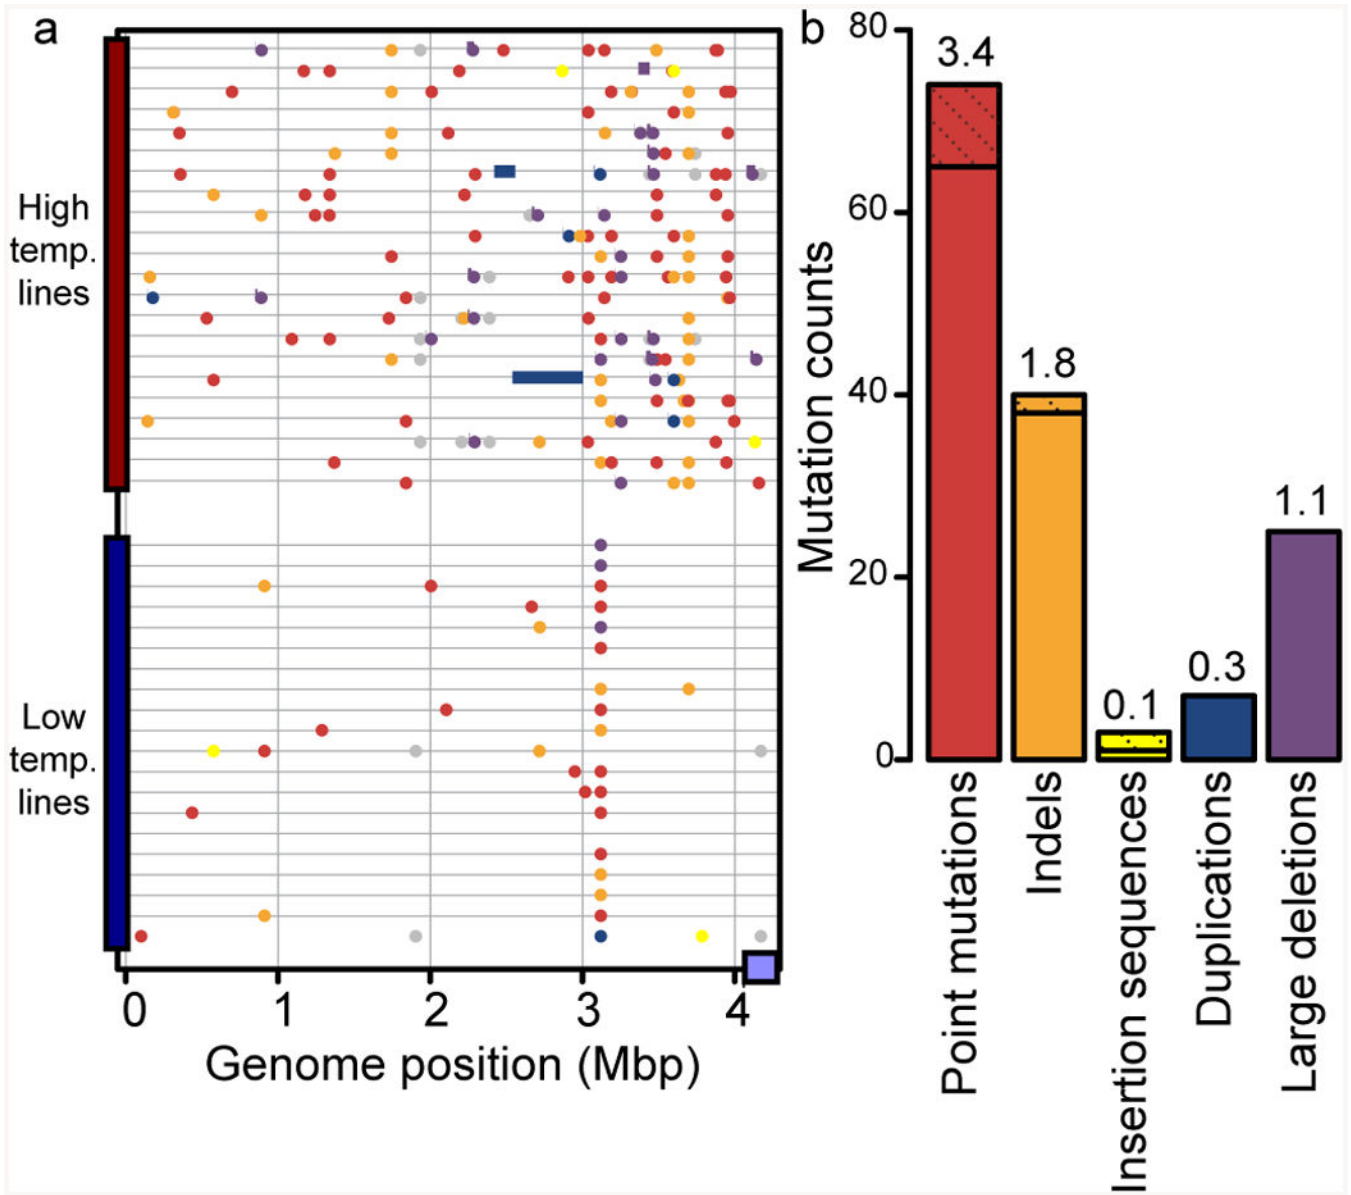 a
High
temp.
lines
Low
temp.
lines
0 1 2 3 4
Genome position (Mbp)
b
Mutation counts
80
60
40
20
0
3.4
1.8
0.1
0.3
1.1
Point mutations
Indels
Insertion sequences
Duplications
Large deletions